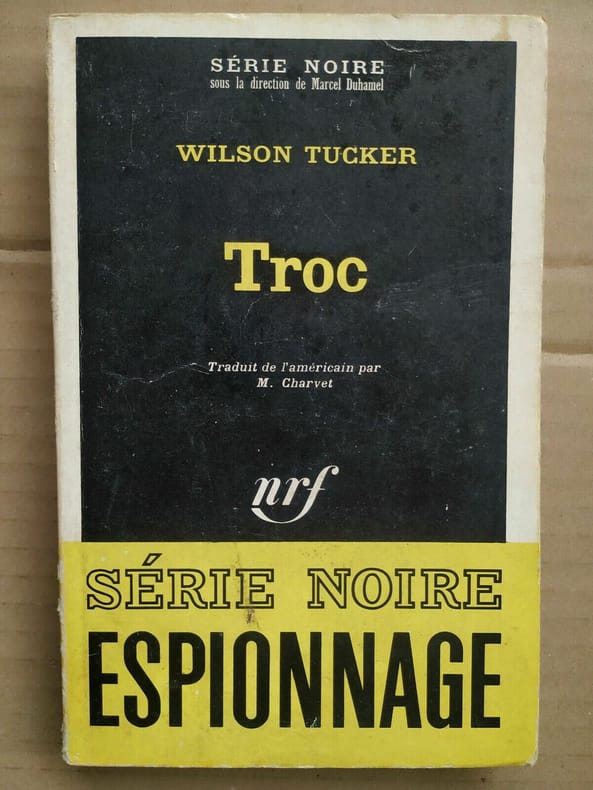 SÉRIE NOIRE
sous la direction de Marcel Duhamel
WILSON TUCKER
Troc
Traduit de l'américain par
M. Charvet
nrf
SÉRIE NOIRE
ESPIONNAGE